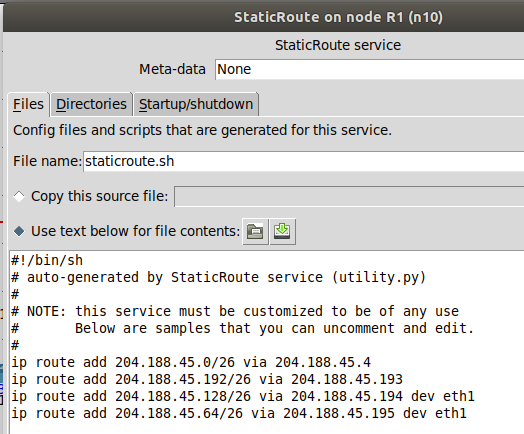 StaticRoute on node R1 (n10)
StaticRoute service
Meta-data None
Files Directories Startup/shutdown
Config files and scripts that are generated for this service.
File name: staticroute.sh
Copy this source file:
Use text below for file contents:
#!/bin/sh
# auto-generated by StaticRoute service (utility.py)
#
# NOTE: this service must be customized to be of any use
#       Below are samples that you can uncomment and edit.
#
ip route add 204.188.45.0/26 via 204.188.45.4
ip route add 204.188.45.192/26 via 204.188.45.193
ip route add 204.188.45.128/26 via 204.188.45.194 dev eth1
ip route add 204.188.45.64/26 via 204.188.45.195 dev eth1